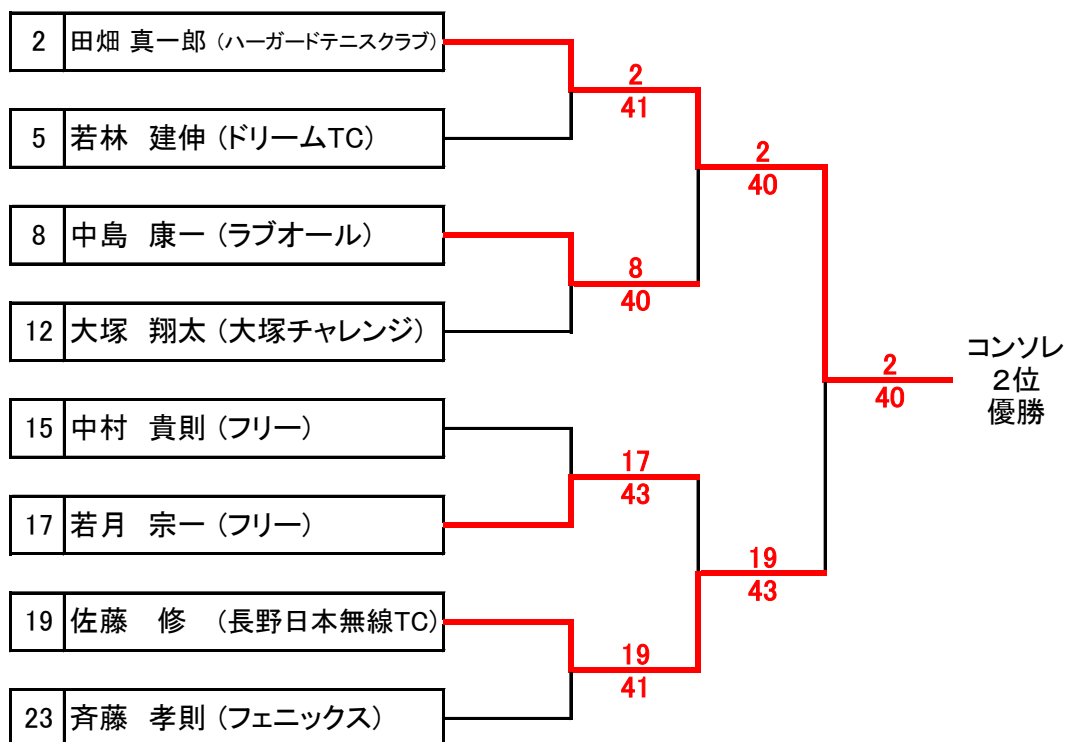 2 田畑 真一郎 (ハーガードテニスクラブ)
2
41
5 若林 建伸 (ドリームTC)
2
40
8 中島 康一 (ラブオール)
8
40
12 大塚 翔太 (大塚チャレンジ)
2
40
コンソレ
2位
優勝
15 中村 貴則 (フリー)
17
43
17 若月 宗一 (フリー)
19
43
19 佐藤 修 (長野日本無線TC)
19
41
23 斉藤 孝則 (フェニックス)